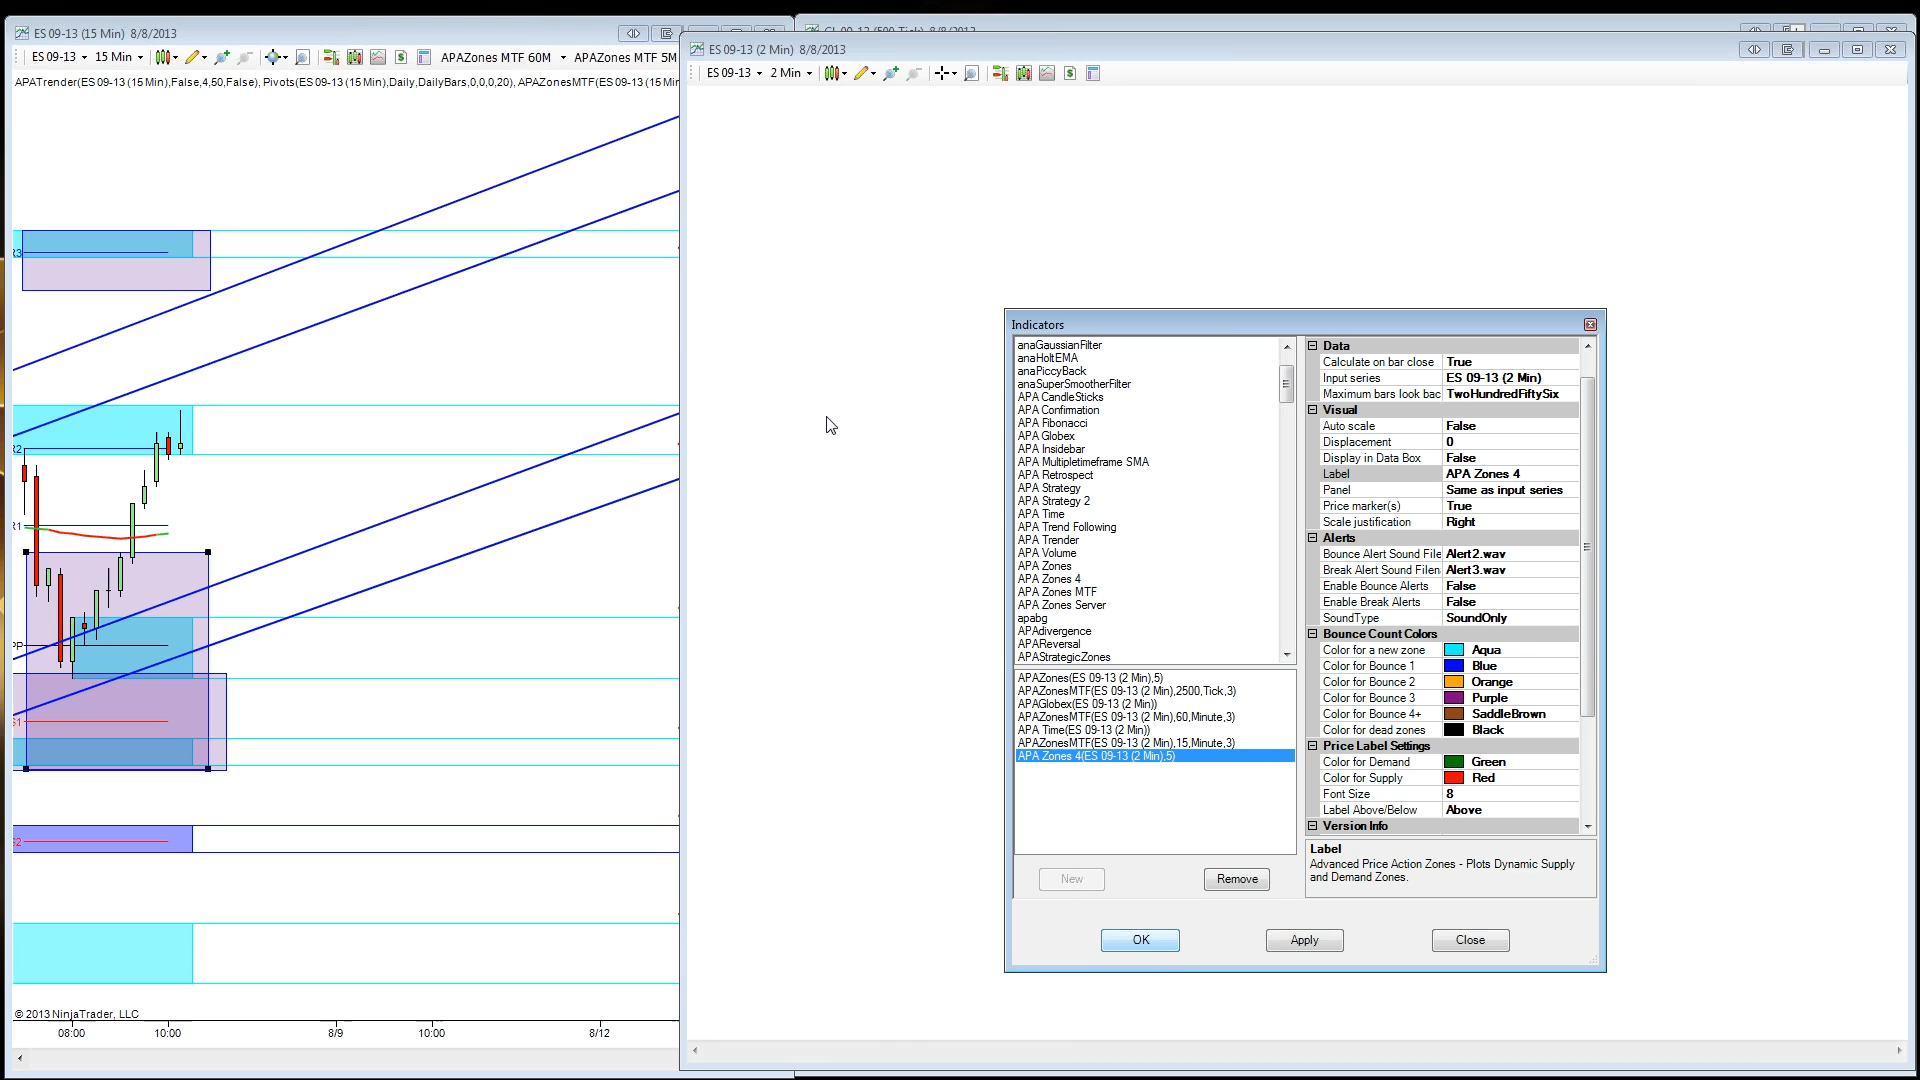 ES 09-13 (15 Min)  8/8/2013
ES 09-13
15 Min
APAZones MTF 60M
APAZones MTF 5M
APATrender(ES 09-13 (15 Min),False,4,50,False), Pivots(ES 09-13 (15 Min),Daily,DailyBars,0,0,0,20), APAZonesMTF(ES 09-13 (15 Min
R3
R2
R1
PP
S1
S2
© 2013 NinjaTrader, LLC
08:00
10:00
8/9
10:00
8/12
ES 09-13 (2 Min)  8/8/2013
ES 09-13
2 Min
Indicators
anaGaussianFilter
anaHoltEMA
anaPiccyBack
anaSuperSmootherFilter
APA CandleSticks
APA Confirmation
APA Fibonacci
APA Globex
APA Insidebar
APA Multipletimeframe SMA
APA Retrospect
APA Strategy
APA Strategy 2
APA Time
APA Trend Following
APA Trender
APA Volume
APA Zones
APA Zones 4
APA Zones MTF
APA Zones Server
apabg
APAdivergence
APAReversal
APAStrategicZones
APAZones(ES 09-13 (2 Min),5)
APAZonesMTF(ES 09-13 (2 Min),2500,Tick,3)
APAGlobex(ES 09-13 (2 Min))
APAZonesMTF(ES 09-13 (2 Min),60,Minute,3)
APA Time(ES 09-13 (2 Min))
APAZonesMTF(ES 09-13 (2 Min),15,Minute,3)
APA Zones 4(ES 09-13 (2 Min),5)
New
Remove
Data
Calculate on bar close True
Input series ES 09-13 (2 Min)
Maximum bars look bac TwoHundredFiftySix
Visual
Auto scale False
Displacement 0
Display in Data Box False
Label APA Zones 4
Panel Same as input series
Price marker(s) True
Scale justification Right
Alerts
Bounce Alert Sound File Alert2.wav
Break Alert Sound Filen Alert3.wav
Enable Bounce Alerts False
Enable Break Alerts False
SoundType SoundOnly
Bounce Count Colors
Color for a new zone Aqua
Color for Bounce 1 Blue
Color for Bounce 2 Orange
Color for Bounce 3 Purple
Color for Bounce 4+ SaddleBrown
Color for dead zones Black
Price Label Settings
Color for Demand Green
Color for Supply Red
Font Size 8
Label Above/Below Above
Version Info
Label
Advanced Price Action Zones - Plots Dynamic Supply
and Demand Zones.
OK
Apply
Close